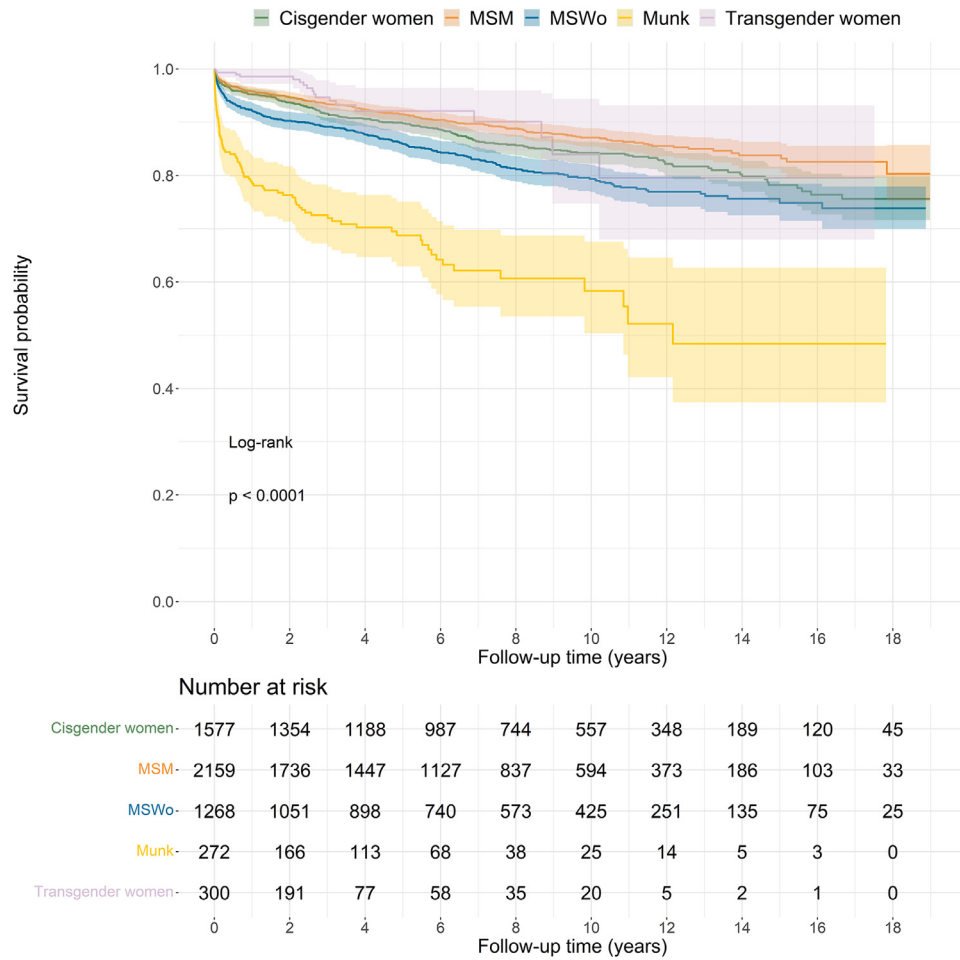 Cisgender women MSM MSWo Munk Transgender women
Survival probability
1.0
0.8
0.6
0.4
0.2
0.0
Log-rank
p < 0.0001
0 2 4 6 8 10 12 14 16 18
Follow-up time (years)
Number at risk
Cisgender women 1577 1354 1188 987 744 557 348 189 120 45
MSM 2159 1736 1447 1127 837 594 373 186 103 33
MSWo 1268 1051 898 740 573 425 251 135 75 25
Munk 272 166 113 68 38 25 14 5 3 0
Transgender women 300 191 77 58 35 20 5 2 1 0
0 2 4 6 8 10 12 14 16 18
Follow-up time (years)